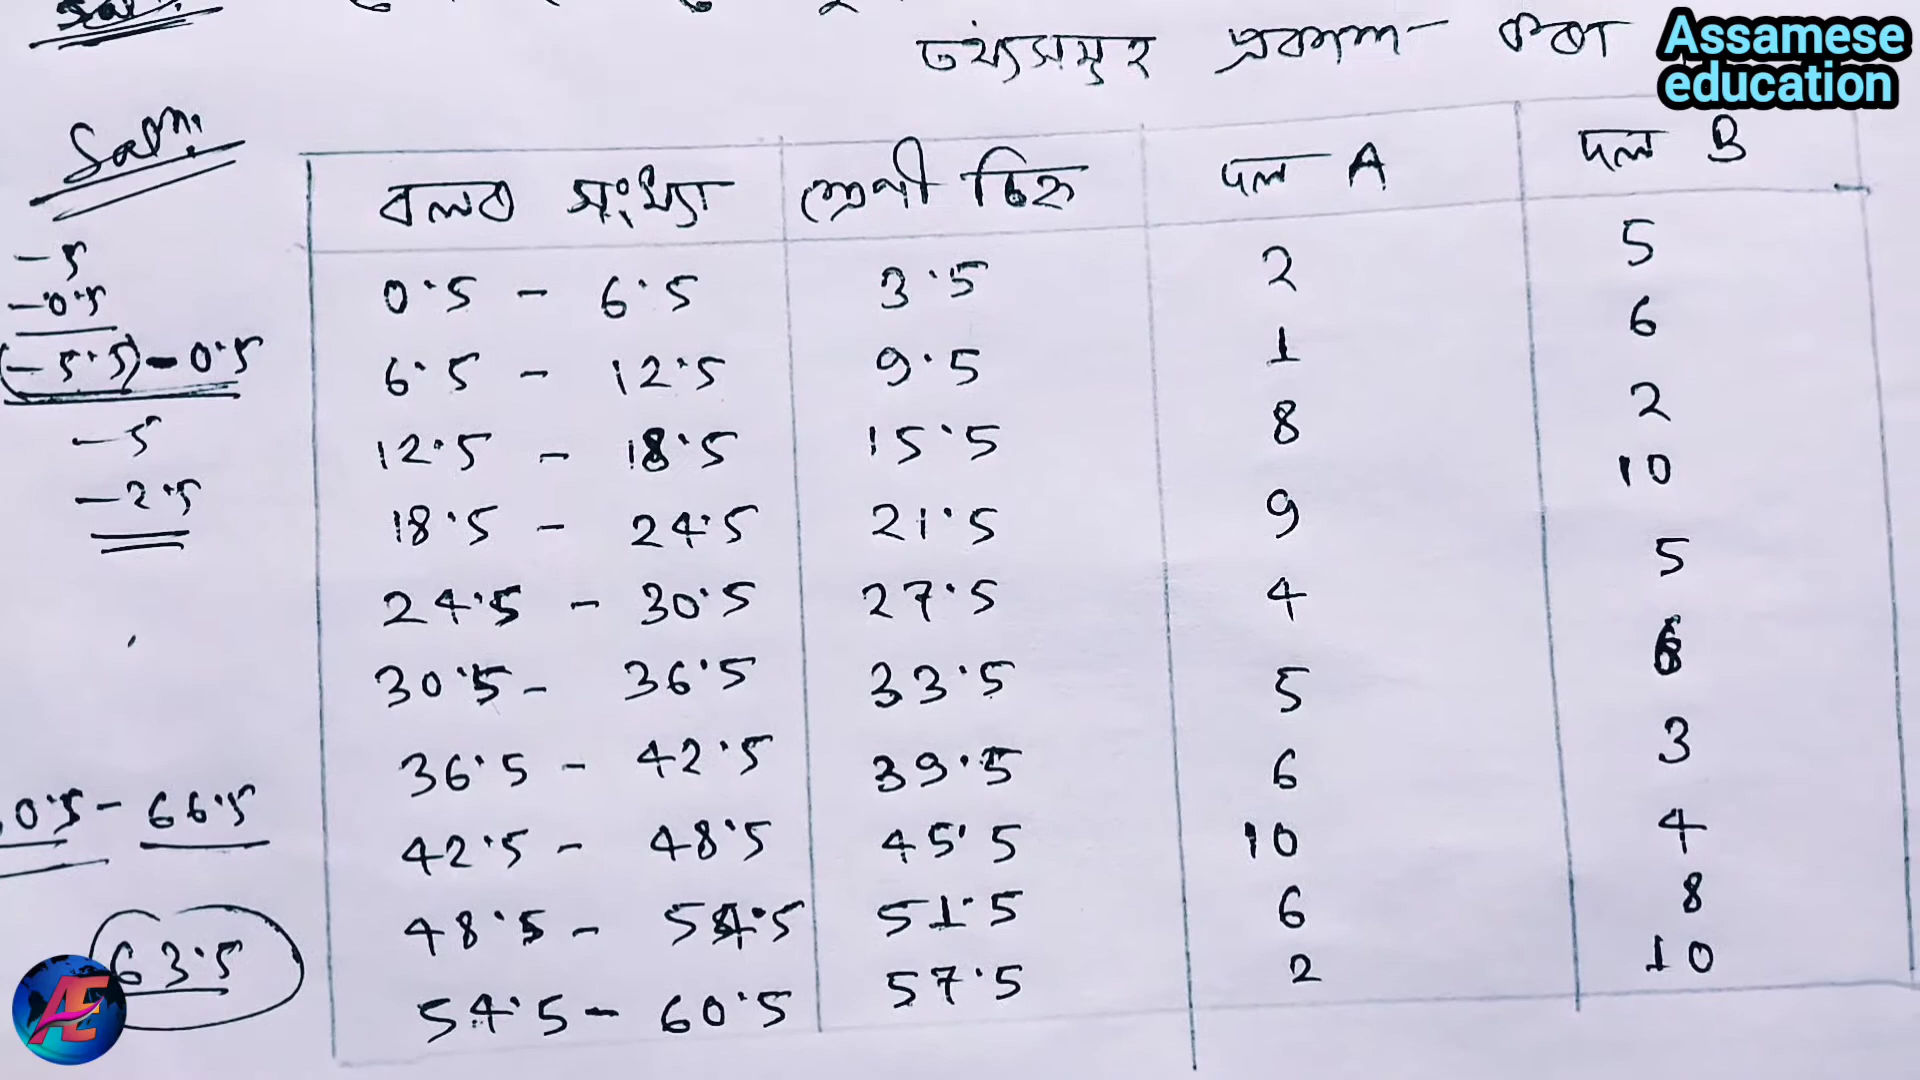 তথ্যসমূহ প্ৰকাশ কৰা
Assamese
education
Soln.
বলৰ সংখ্যা শ্ৰেণী চিহ্ন দল A দল B
-5
-0.5
(-5.5)-0.5
-5
-2.5
0.5 - 6.5 3.5 2 5
6.5 - 12.5 9.5 1 6
12.5 - 18.5 15.5 8 2
18.5 - 24.5 21.5 9 10
24.5 - 30.5 27.5 4 5
30.5 - 36.5 33.5 5 6
36.5 - 42.5 39.5 6 3
42.5 - 48.5 45.5 10 4
48.5 - 54.5 51.5 6 8
54.5 - 60.5 57.5 2 10
0.5 - 66.5
63.5
AE